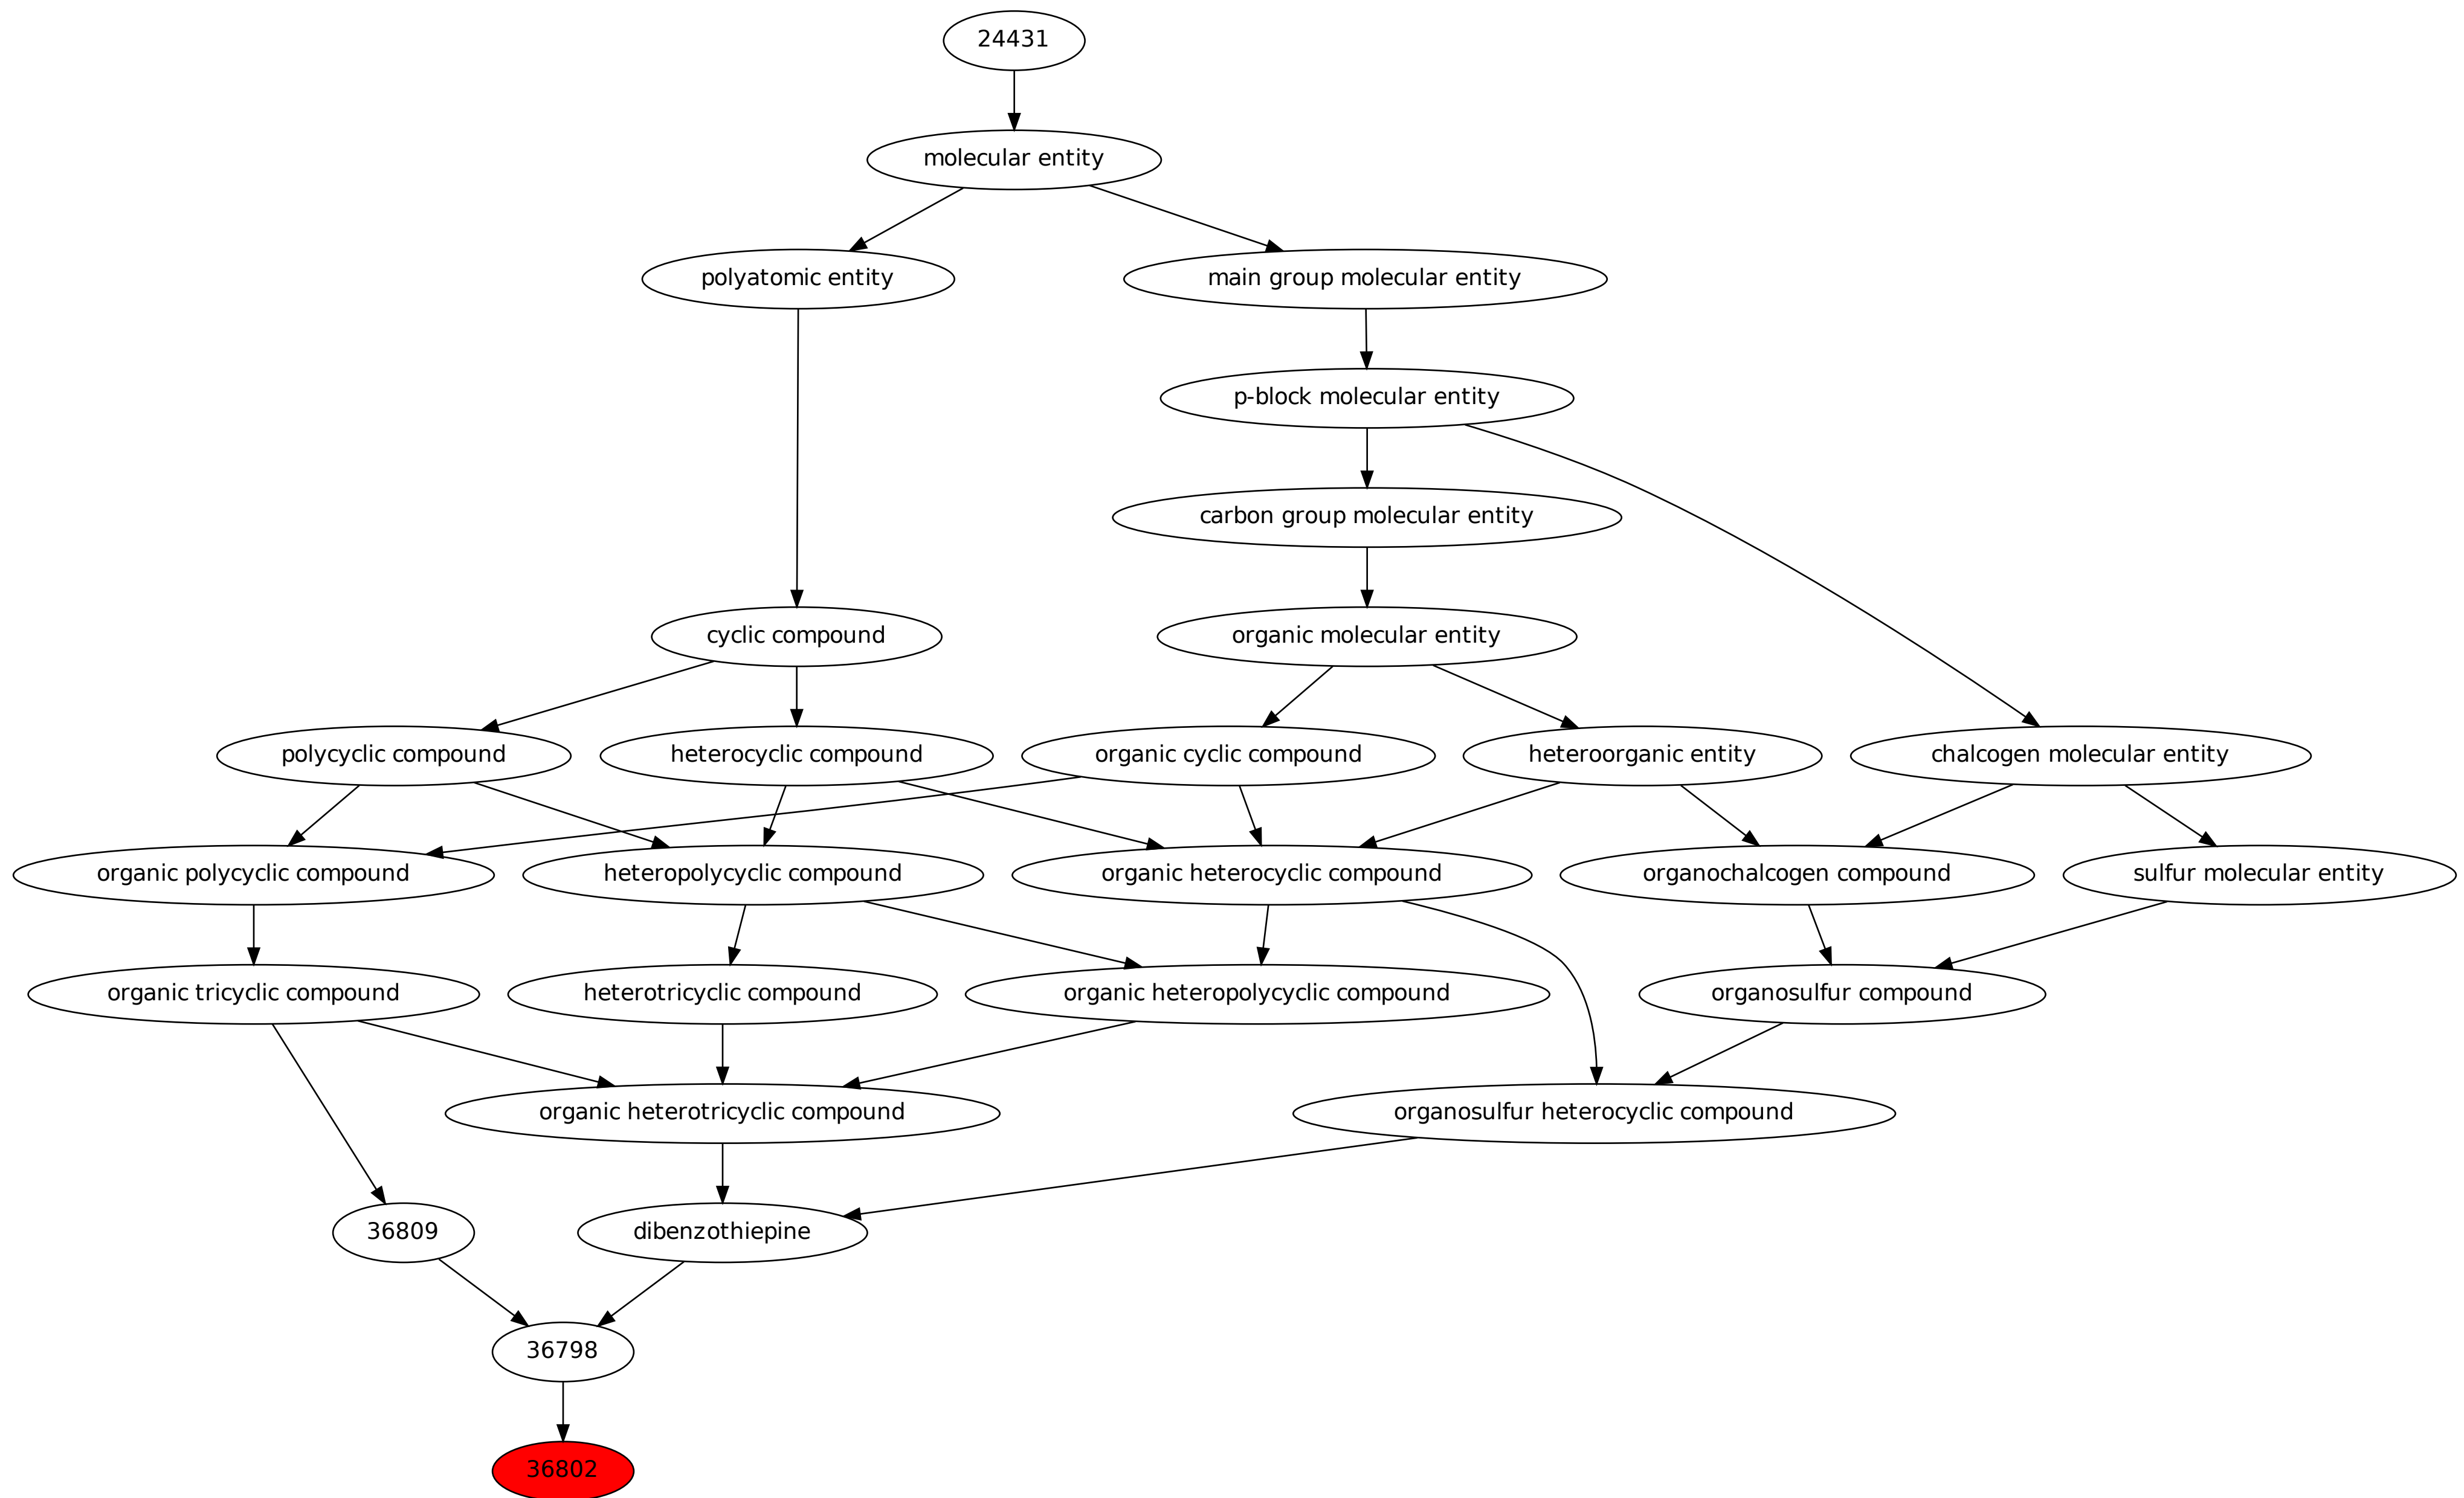 24431
molecular entity
polyatomic entity
main group molecular entity
p-block molecular entity
carbon group molecular entity
cyclic compound
organic molecular entity
polycyclic compound
heterocyclic compound
organic cyclic compound
heteroorganic entity
chalcogen molecular entity
organic polycyclic compound
heteropolycyclic compound
organic heterocyclic compound
organochalcogen compound
sulfur molecular entity
organic tricyclic compound
heterotricyclic compound
organic heteropolycyclic compound
organosulfur compound
organic heterotricyclic compound
organosulfur heterocyclic compound
36809
dibenzothiepine
36798
36802